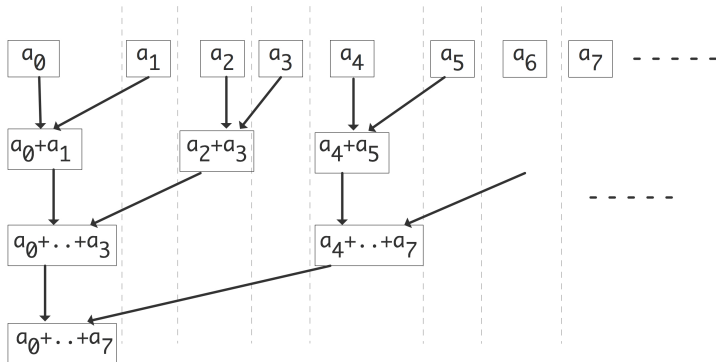 a0 a1 a2 a3 a4 a5 a6 a7 - - - - -
a0+a1 a2+a3 a4+a5
- - - - -
a0+..+a3 a4+..+a7
a0+..+a7